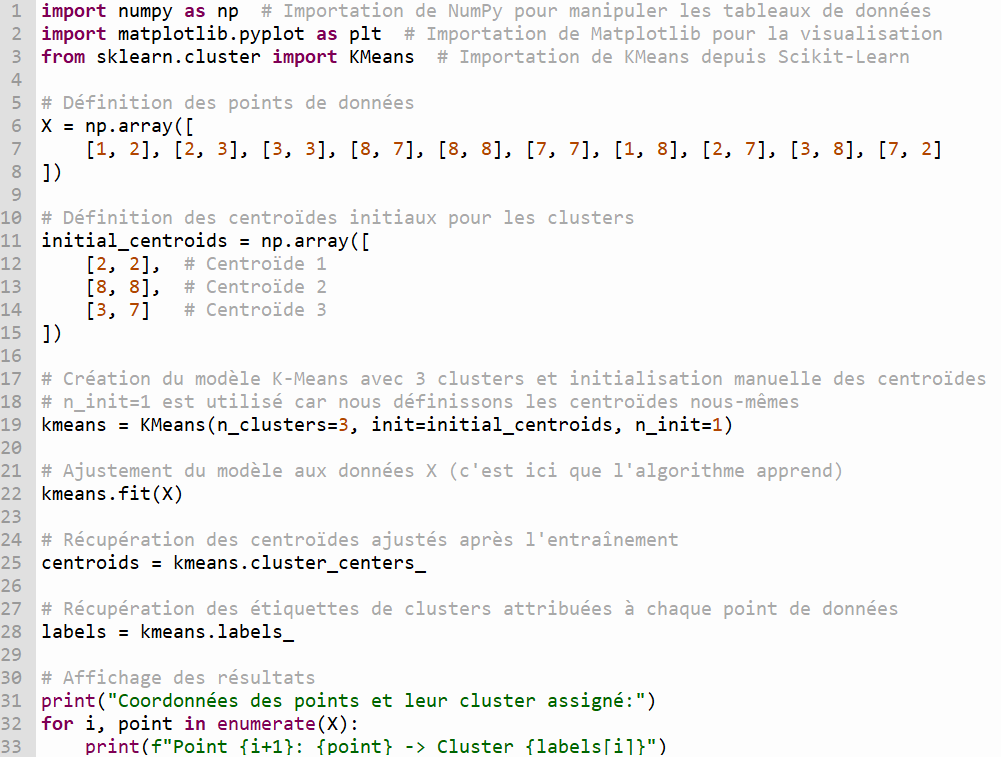 1 import numpy as np  # Importation de NumPy pour manipuler les tableaux de données
2 import matplotlib.pyplot as plt  # Importation de Matplotlib pour la visualisation
3 from sklearn.cluster import KMeans  # Importation de KMeans depuis Scikit-Learn
4
5 # Définition des points de données
6 X = np.array([
7     [1, 2], [2, 3], [3, 3], [8, 7], [8, 8], [7, 7], [1, 8], [2, 7], [3, 8], [7, 2]
8 ])
9
10 # Définition des centroïdes initiaux pour les clusters
11 initial_centroids = np.array([
12     [2, 2],  # Centroïde 1
13     [8, 8],  # Centroïde 2
14     [3, 7]   # Centroïde 3
15 ])
16
17 # Création du modèle K-Means avec 3 clusters et initialisation manuelle des centroïdes
18 # n_init=1 est utilisé car nous définissons les centroïdes nous-mêmes
19 kmeans = KMeans(n_clusters=3, init=initial_centroids, n_init=1)
20
21 # Ajustement du modèle aux données X (c'est ici que l'algorithme apprend)
22 kmeans.fit(X)
23
24 # Récupération des centroïdes ajustés après l'entraînement
25 centroids = kmeans.cluster_centers_
26
27 # Récupération des étiquettes de clusters attribuées à chaque point de données
28 labels = kmeans.labels_
29
30 # Affichage des résultats
31 print("Coordonnées des points et leur cluster assigné:")
32 for i, point in enumerate(X):
33     print(f"Point {i+1}: {point} -> Cluster {labels[i]}")